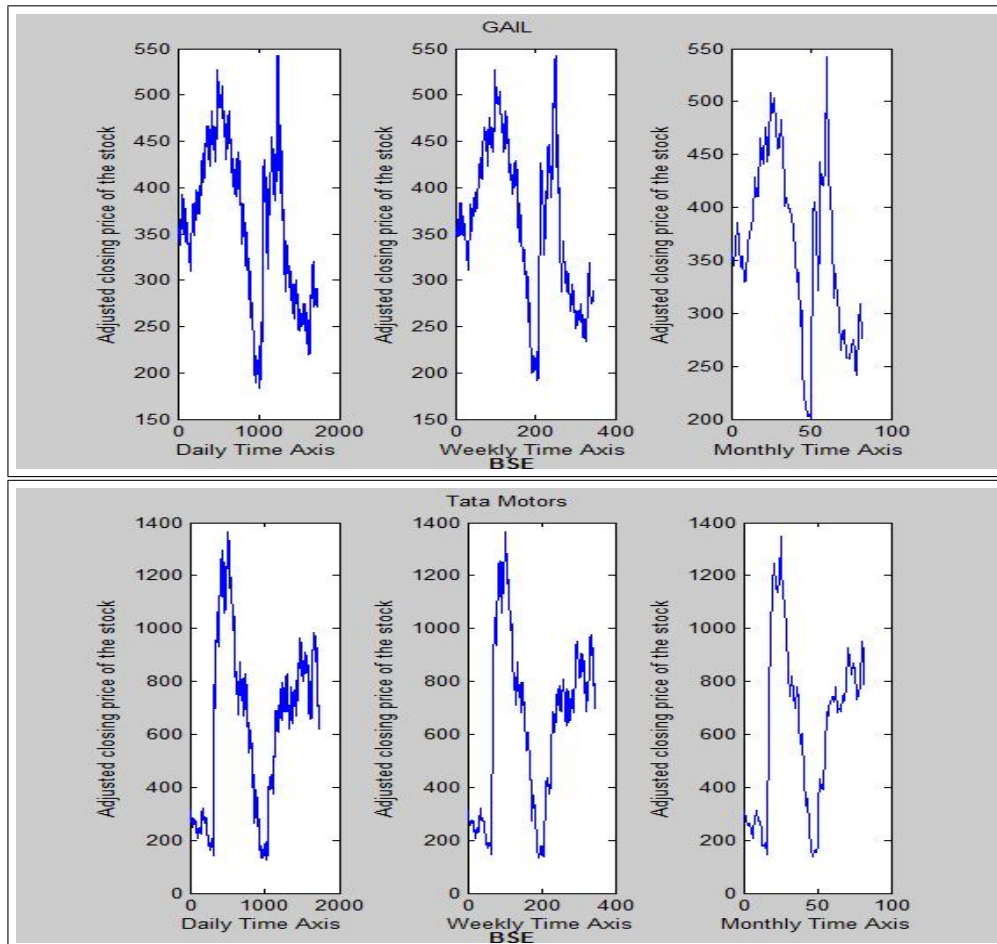 GAIL
550
500
450
400
350
300
250
200
150
0 1000 2000
Adjusted closing price of the stock
Daily Time Axis
550
500
450
400
350
300
250
200
150
0 200 400
Adjusted closing price of the stock
Weekly Time Axis
550
500
450
400
350
300
250
200
0 50 100
Adjusted closing price of the stock
Monthly Time Axis
BSE
Tata Motors
1400
1200
1000
800
600
400
200
0
0 1000 2000
Adjusted closing price of the stock
Daily Time Axis
1400
1200
1000
800
600
400
200
0
0 200 400
Adjusted closing price of the stock
Weekly Time Axis
1400
1200
1000
800
600
400
200
0
0 50 100
Adjusted closing price of the stock
Monthly Time Axis
BSE